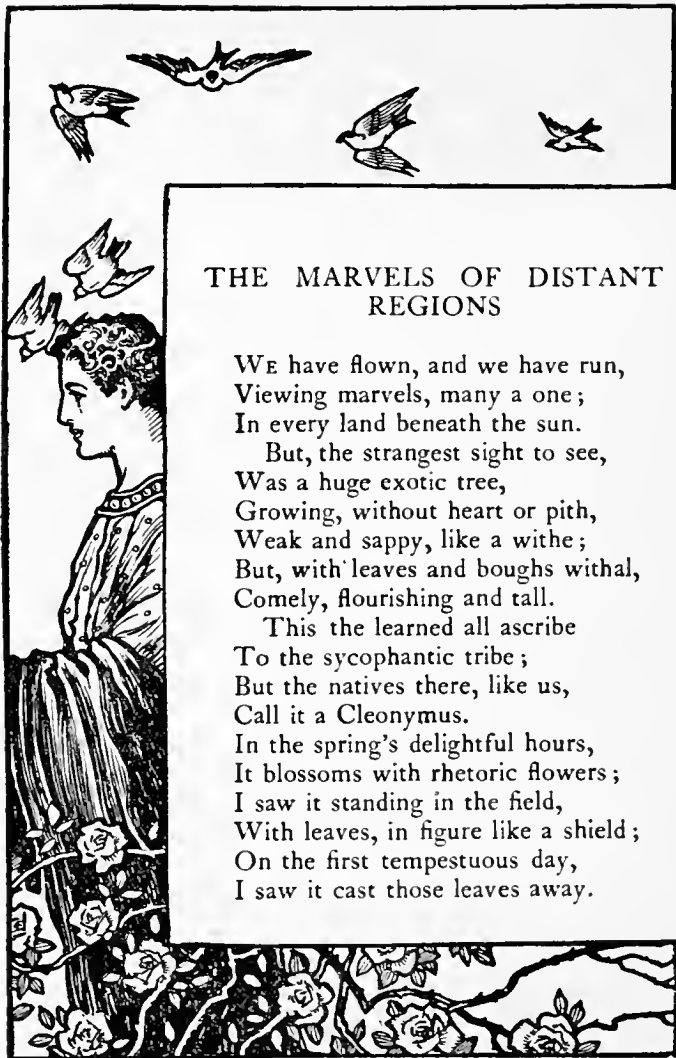 THE MARVELS OF DISTANT
REGIONS
WE have flown, and we have run,
Viewing marvels, many a one;
In every land beneath the sun.
But, the strangest sight to see,
Was a huge exotic tree,
Growing, without heart or pith,
Weak and sappy, like a withe;
But, with leaves and boughs withal,
Comely, flourishing and tall.
This the learned all ascribe
To the sycophantic tribe;
But the natives there, like us,
Call it a Cleonymus.
In the spring's delightful hours,
It blossoms with rhetoric flowers;
I saw it standing in the field,
With leaves, in figure like a shield;
On the first tempestuous day,
I saw it cast those leaves away.